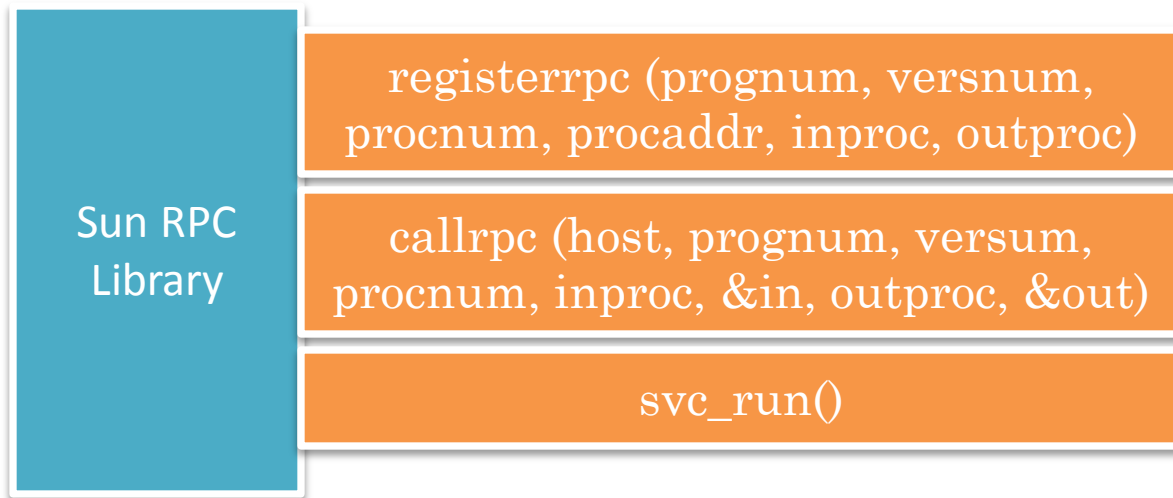 Sun RPC
Library
registerrpc (prognum, versnum,
procnum, procaddr, inproc, outproc)
callrpc (host, prognum, versum,
procnum, inproc, &in, outproc, &out)
svc_run()